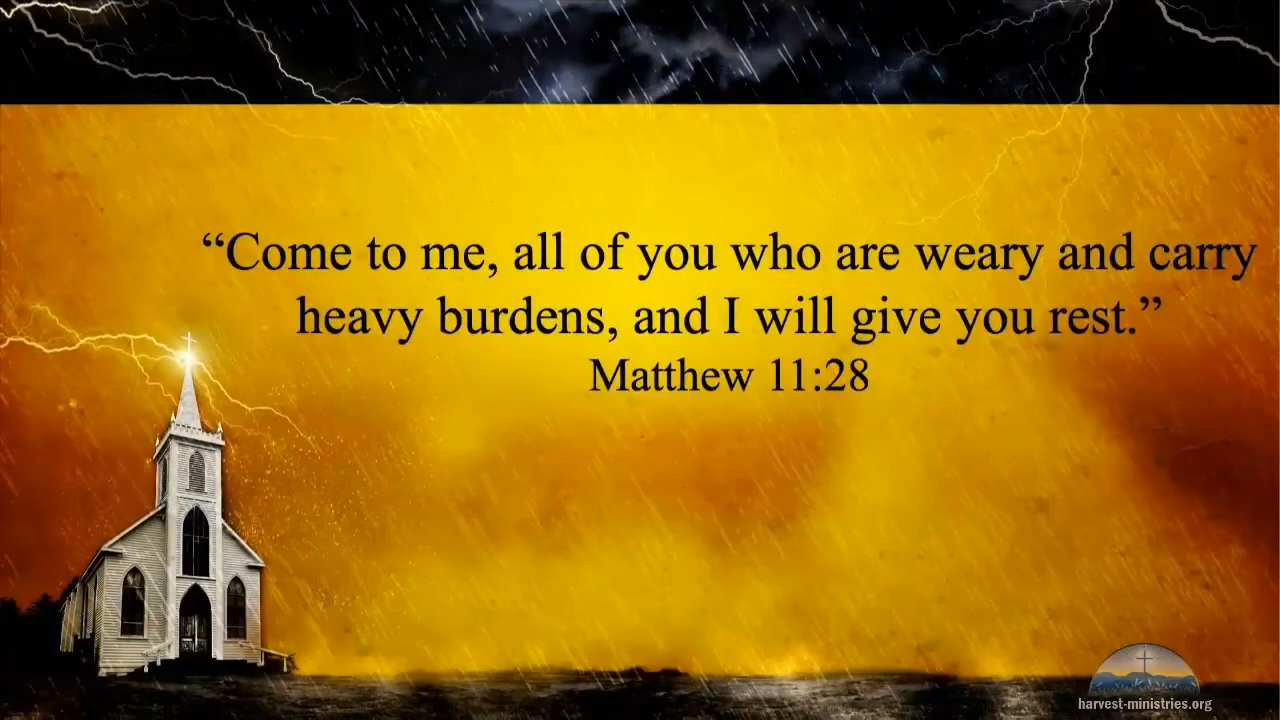 “Come to me, all of you who are weary and carry
heavy burdens, and I will give you rest.”
Matthew 11:28
harvest-ministries.org